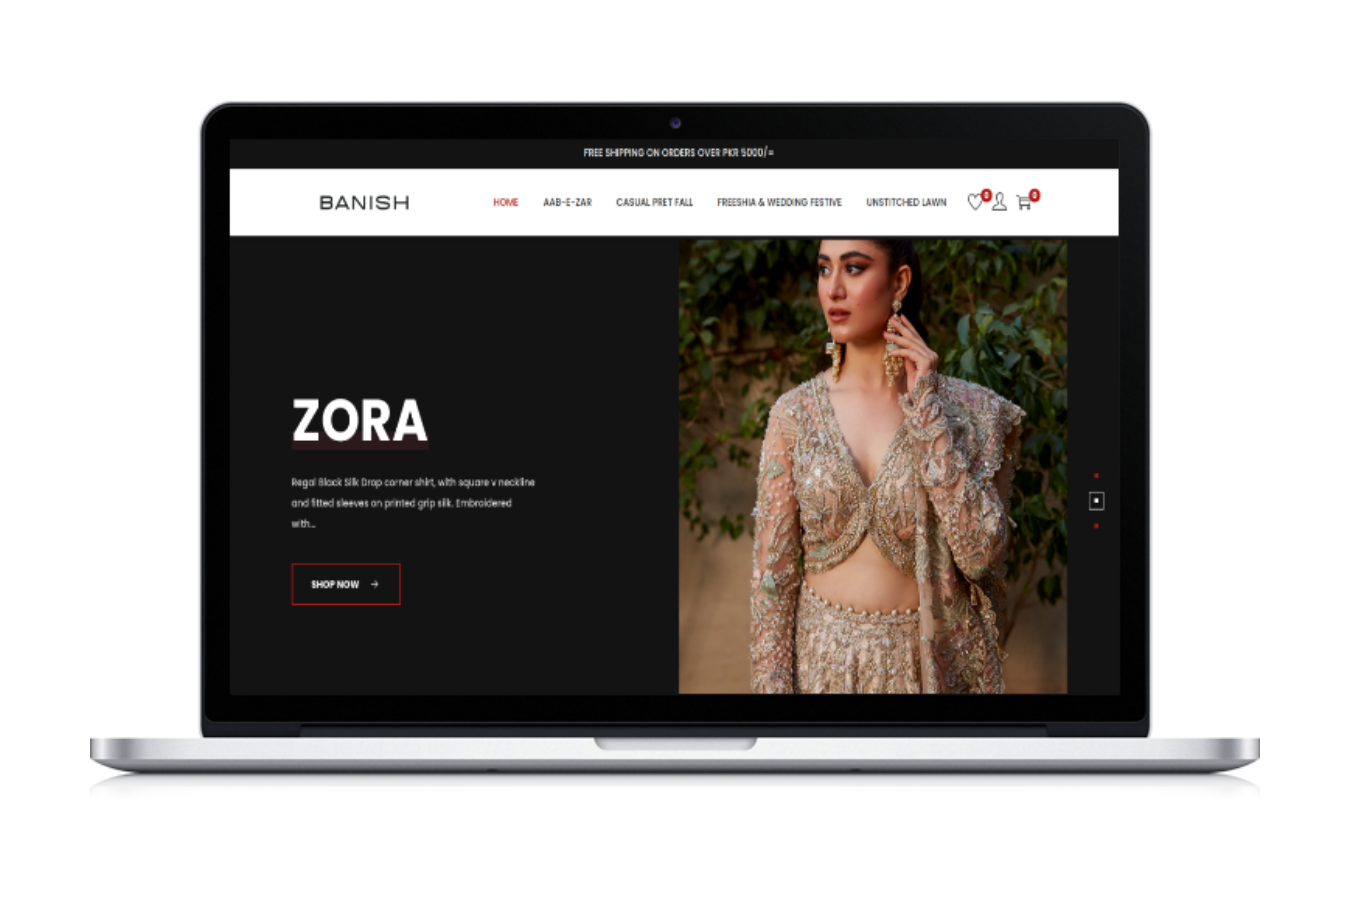 FREE SHIPPING ON ORDERS OVER PKR 5000/=
BANISH
HOME AAB-E-ZAR CASUAL PRET FALL FREESHIA & WEDDING FESTIVE UNSTITCHED LAWN 0 0
ZORA
Regal Black Silk Drop corner shirt, with square v neckline
and fitted sleeves on printed grip silk. Embroidered
with...
SHOP NOW →